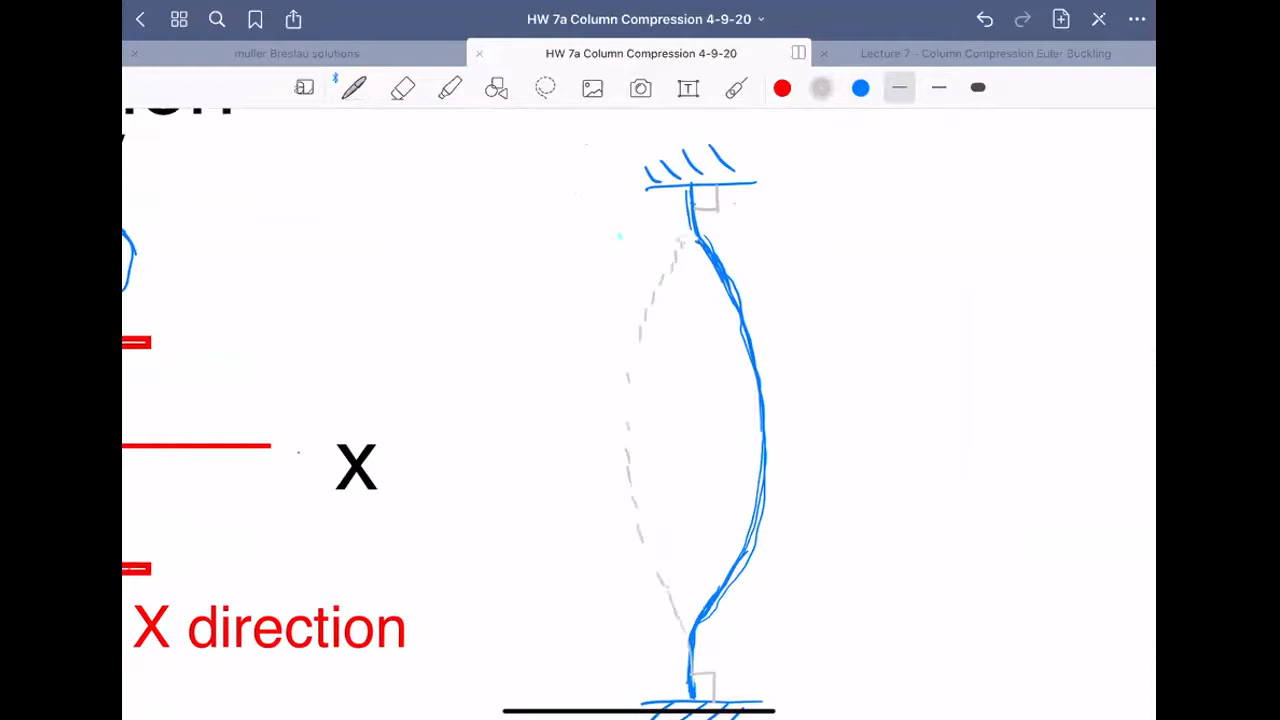 HW 7a Column Compression 4-9-20
muller Breslau solutions
HW 7a Column Compression 4-9-20
Lecture 7 - Column Compression Euler Buckling
T
X
X direction